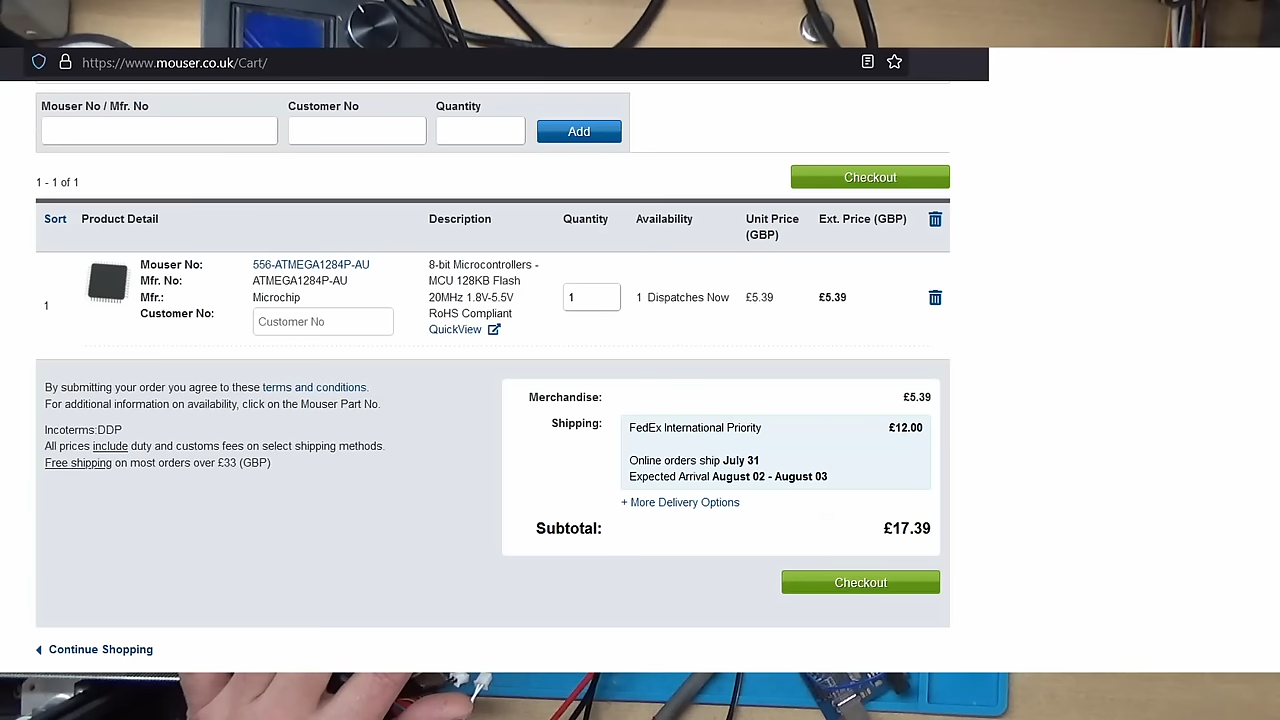 https://www.mouser.co.uk/Cart/
Mouser No / Mfr. No
Customer No
Quantity
Add
1 - 1 of 1
Checkout
Sort
Product Detail
Description
Quantity
Availability
Unit Price
(GBP)
Ext. Price (GBP)
1
Mouser No:
556-ATMEGA1284P-AU
Mfr. No:
ATMEGA1284P-AU
Mfr.:
Microchip
Customer No:
Customer No
8-bit Microcontrollers -
MCU 128KB Flash
20MHz 1.8V-5.5V
RoHS Compliant
QuickView
1
1 Dispatches Now
£5.39
£5.39
By submitting your order you agree to these terms and conditions.
For additional information on availability, click on the Mouser Part No.
Incoterms:DDP
All prices include duty and customs fees on select shipping methods.
Free shipping on most orders over £33 (GBP)
Merchandise:
£5.39
Shipping:
FedEx International Priority
£12.00
Online orders ship July 31
Expected Arrival August 02 - August 03
+ More Delivery Options
Subtotal:
£17.39
Checkout
Continue Shopping